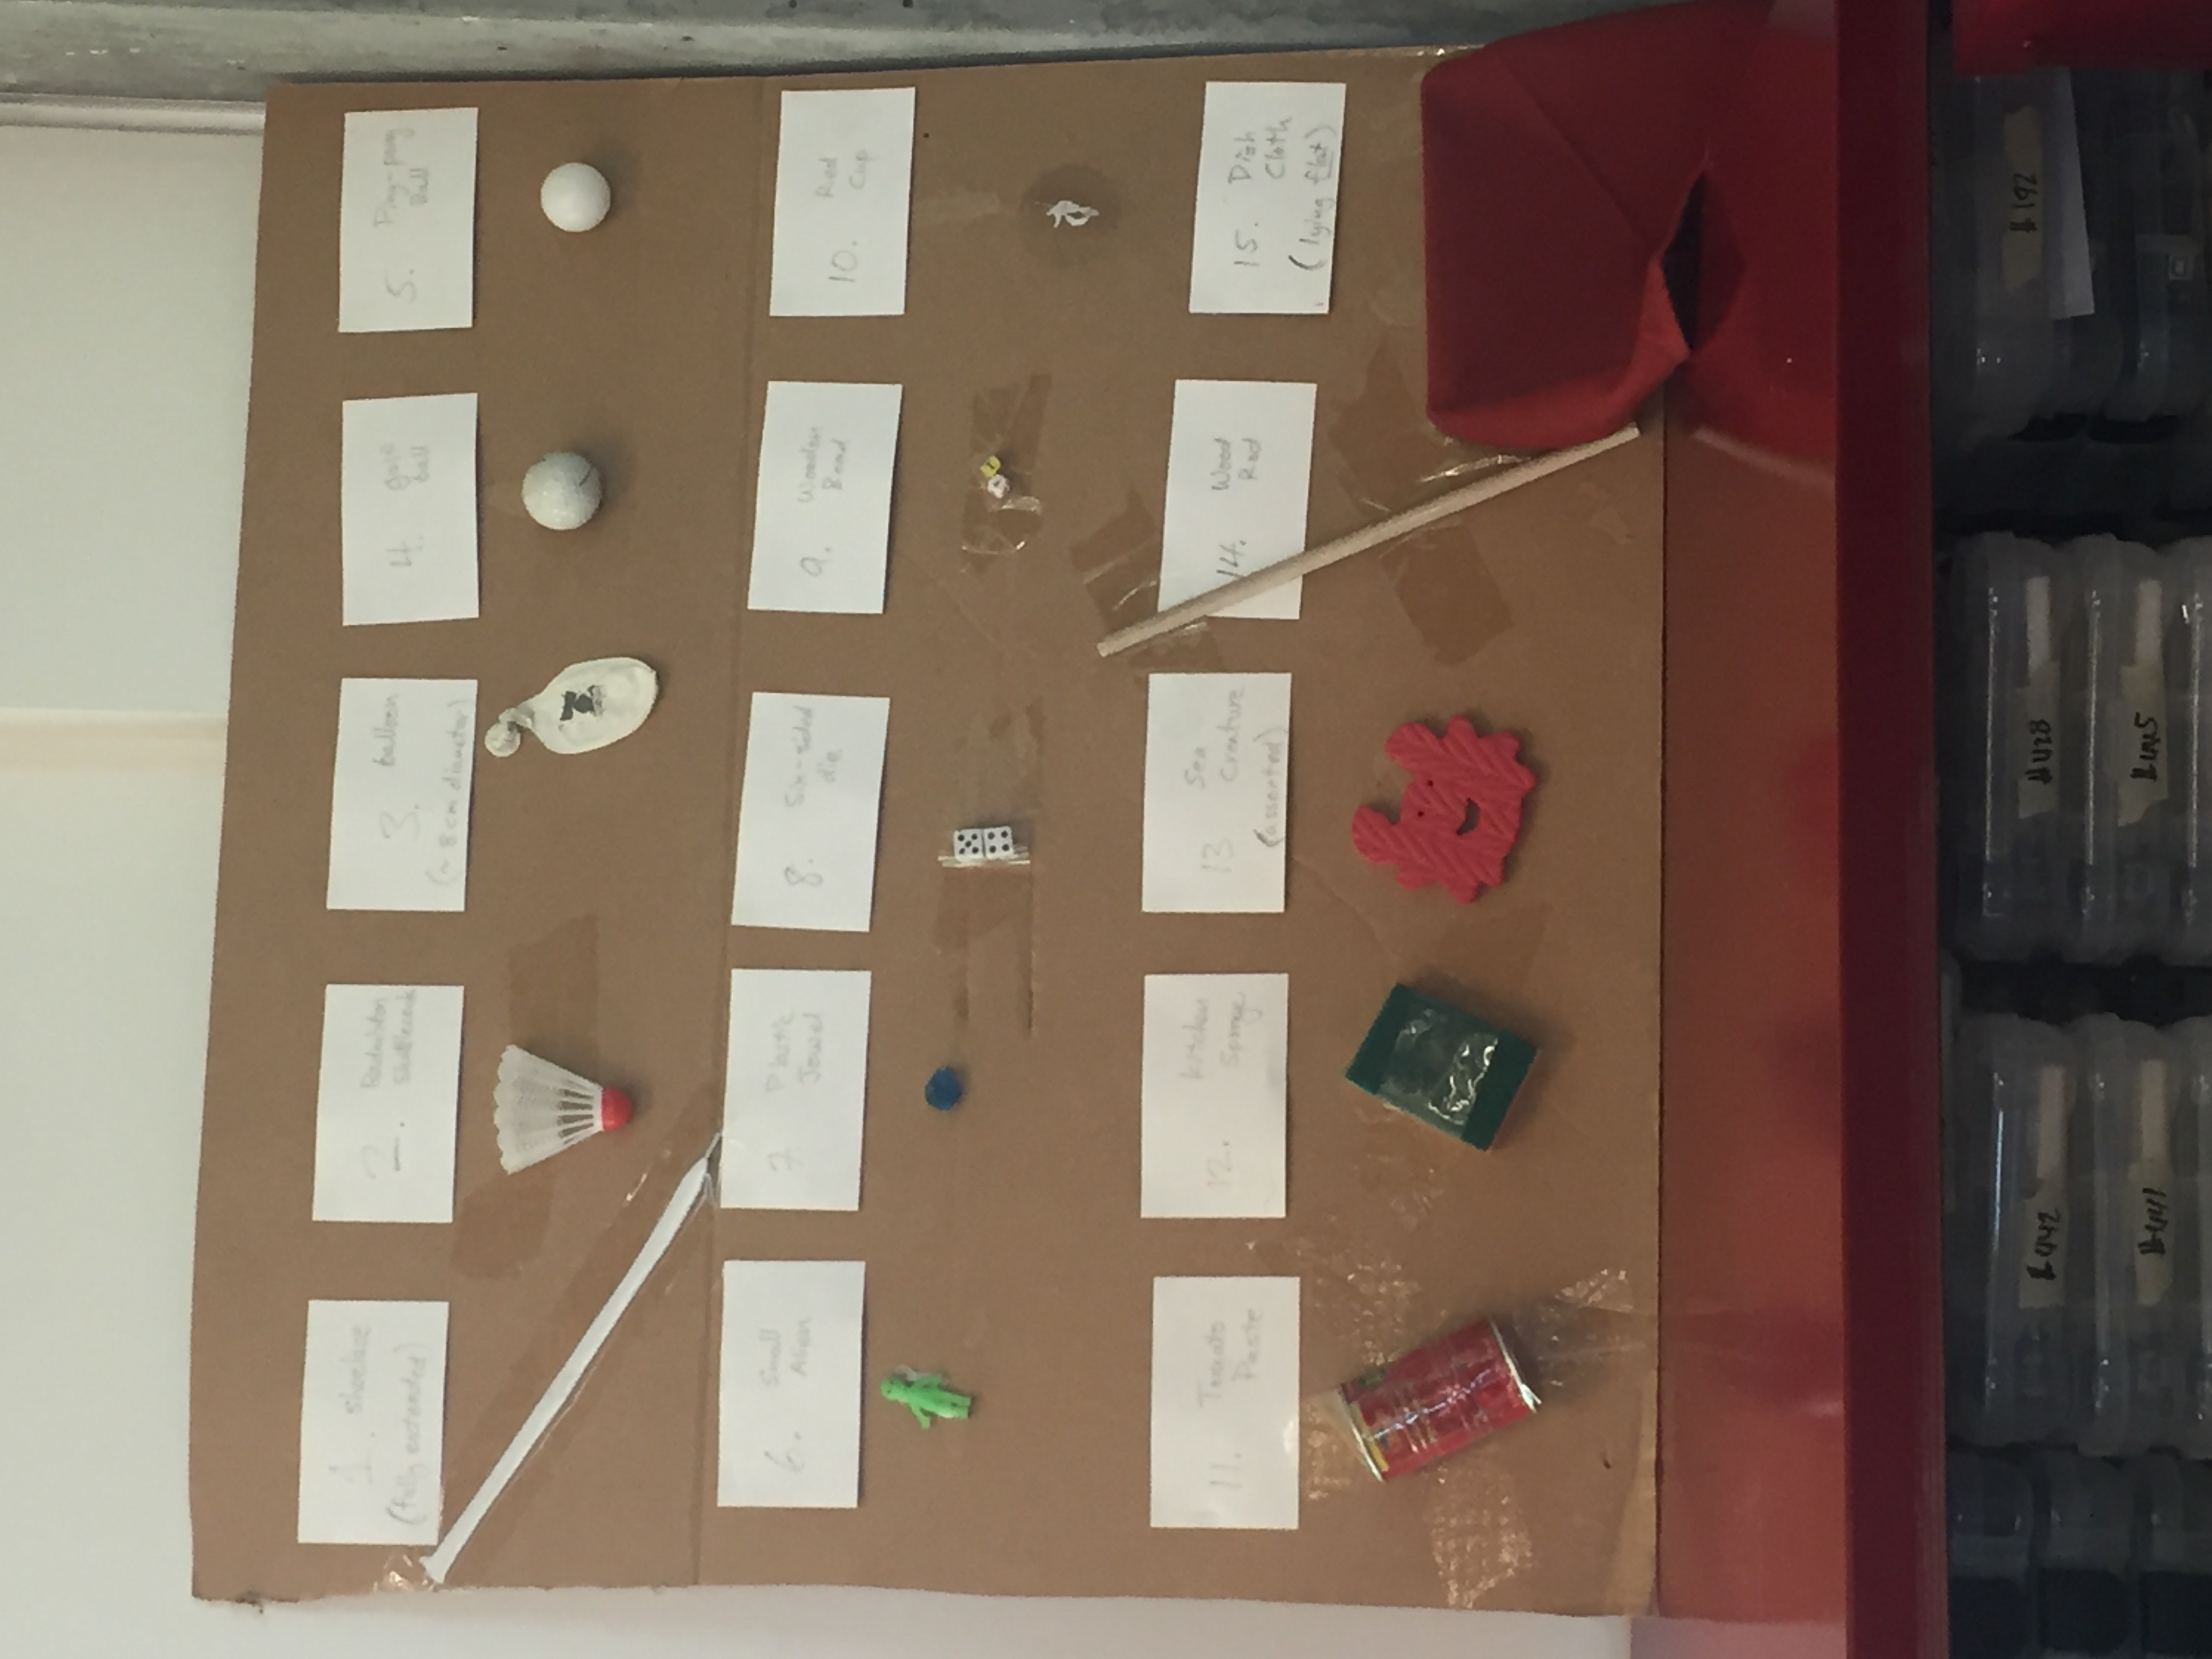 1. Shoelace
(fully extended)
2. Badminton
Shuttlecock
3. balloon
(~ 8 cm diameter)
4. golf
ball
5. Ping-pong
Ball
6. Small
Alien
7 Plastic
Jewel
8. Six-sided
die
9. Wooden
Bead
10. Red
Cup
11. Tomato
Paste
12. kitchen
Sponge
13 Sea
Creature
(assorted)
14. Wood
Rod
15. Dish
Cloth
(lying flat)
#442
#428
#192
#441
#445